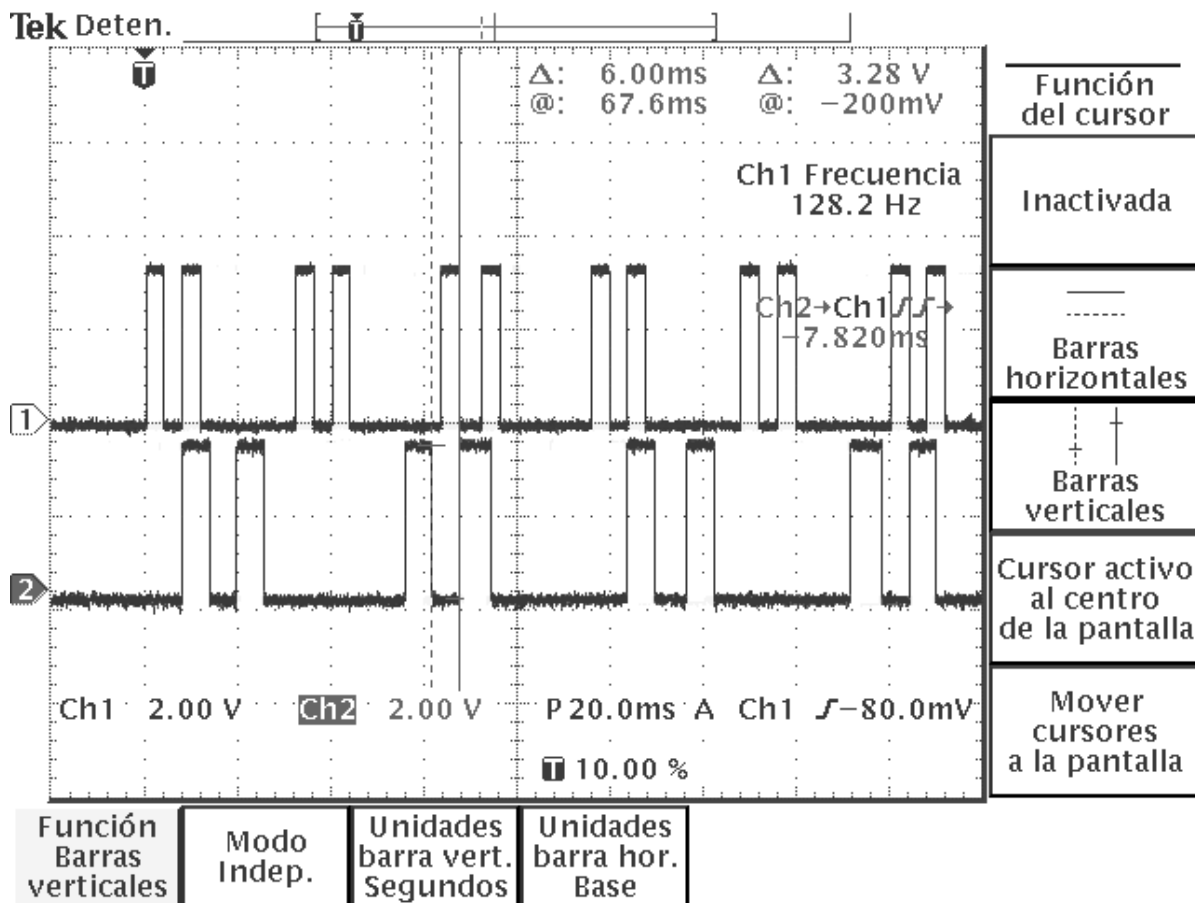 Tek Deten.
T
T
Δ: 6.00ms Δ: 3.28 V
@: 67.6ms @: −200mV
Ch1 Frecuencia
128.2 Hz
Ch2→Ch1 ʃʃ→
−7.820ms
1
2
Ch1 2.00 V Ch2 2.00 V P 20.0ms A Ch1 ʃ −80.0mV
T 10.00 %
Función
del cursor
Inactivada
Barras
horizontales
Barras
verticales
Cursor activo
al centro
de la pantalla
Mover
cursores
a la pantalla
Función
Barras
verticales
Modo
Indep.
Unidades
barra vert.
Segundos
Unidades
barra hor.
Base